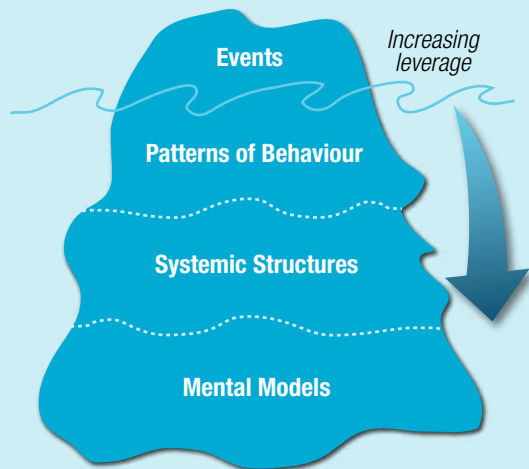 Events
Increasing
leverage
Patterns of Behaviour
Systemic Structures
Mental Models